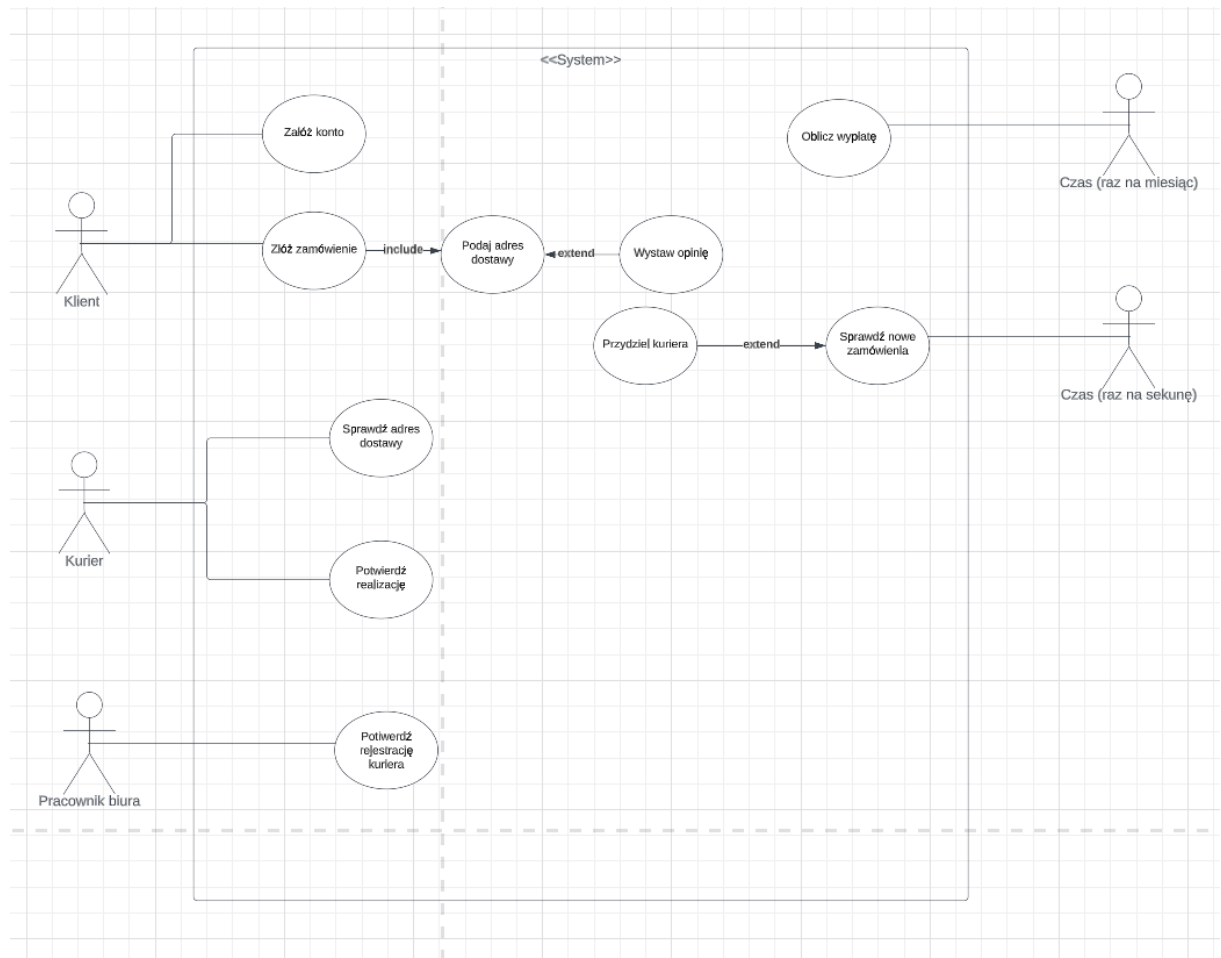 <<System>>
Załóż konto
Oblicz wypłatę
Czas (raz na miesiąc)
Złóż zamówienie
include
Podaj adres
dostawy
extend
Wystaw opinię
Klient
Przydziel kuriera
extend
Sprawdź nowe
zamówienia
Czas (raz na sekunę)
Sprawdź adres
dostawy
Kurier
Potwierdź
realizację
Potiwerdź
rejestrację
kuriera
Pracownik biura